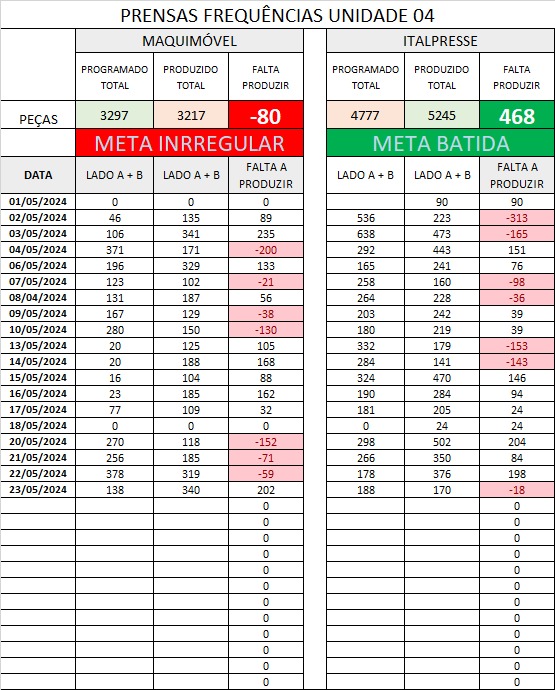 PRENSAS FREQUÊNCIAS UNIDADE 04
MAQUIMÓVEL ITALPRESSE
PROGRAMADO TOTAL PRODUZIDO TOTAL FALTA PRODUZIR PROGRAMADO TOTAL PRODUZIDO TOTAL FALTA PRODUZIR
PEÇAS 3297 3217 -80 4777 5245 468
META INRREGULAR META BATIDA
DATA LADO A + B LADO A + B FALTA A PRODUZIR LADO A + B LADO A + B FALTA A PRODUZIR
01/05/2024 0 0 0 90 90
02/05/2024 46 135 89 536 223 -313
03/05/2024 106 341 235 638 473 -165
04/05/2024 371 171 -200 292 443 151
06/05/2024 196 329 133 165 241 76
07/05/2024 123 102 -21 258 160 -98
08/04/2024 131 187 56 264 228 -36
09/05/2024 167 129 -38 203 242 39
10/05/2024 280 150 -130 180 219 39
13/05/2024 20 125 105 332 179 -153
14/05/2024 20 188 168 284 141 -143
15/05/2024 16 104 88 324 470 146
16/05/2024 23 185 162 190 284 94
17/05/2024 77 109 32 181 205 24
18/05/2024 0 0 0 0 24 24
20/05/2024 270 118 -152 298 502 204
21/05/2024 256 185 -71 266 350 84
22/05/2024 378 319 -59 178 376 198
23/05/2024 138 340 202 188 170 -18
0 0
0 0
0 0
0 0
0 0
0 0
0 0
0 0
0 0
0 0
0 0
0 0